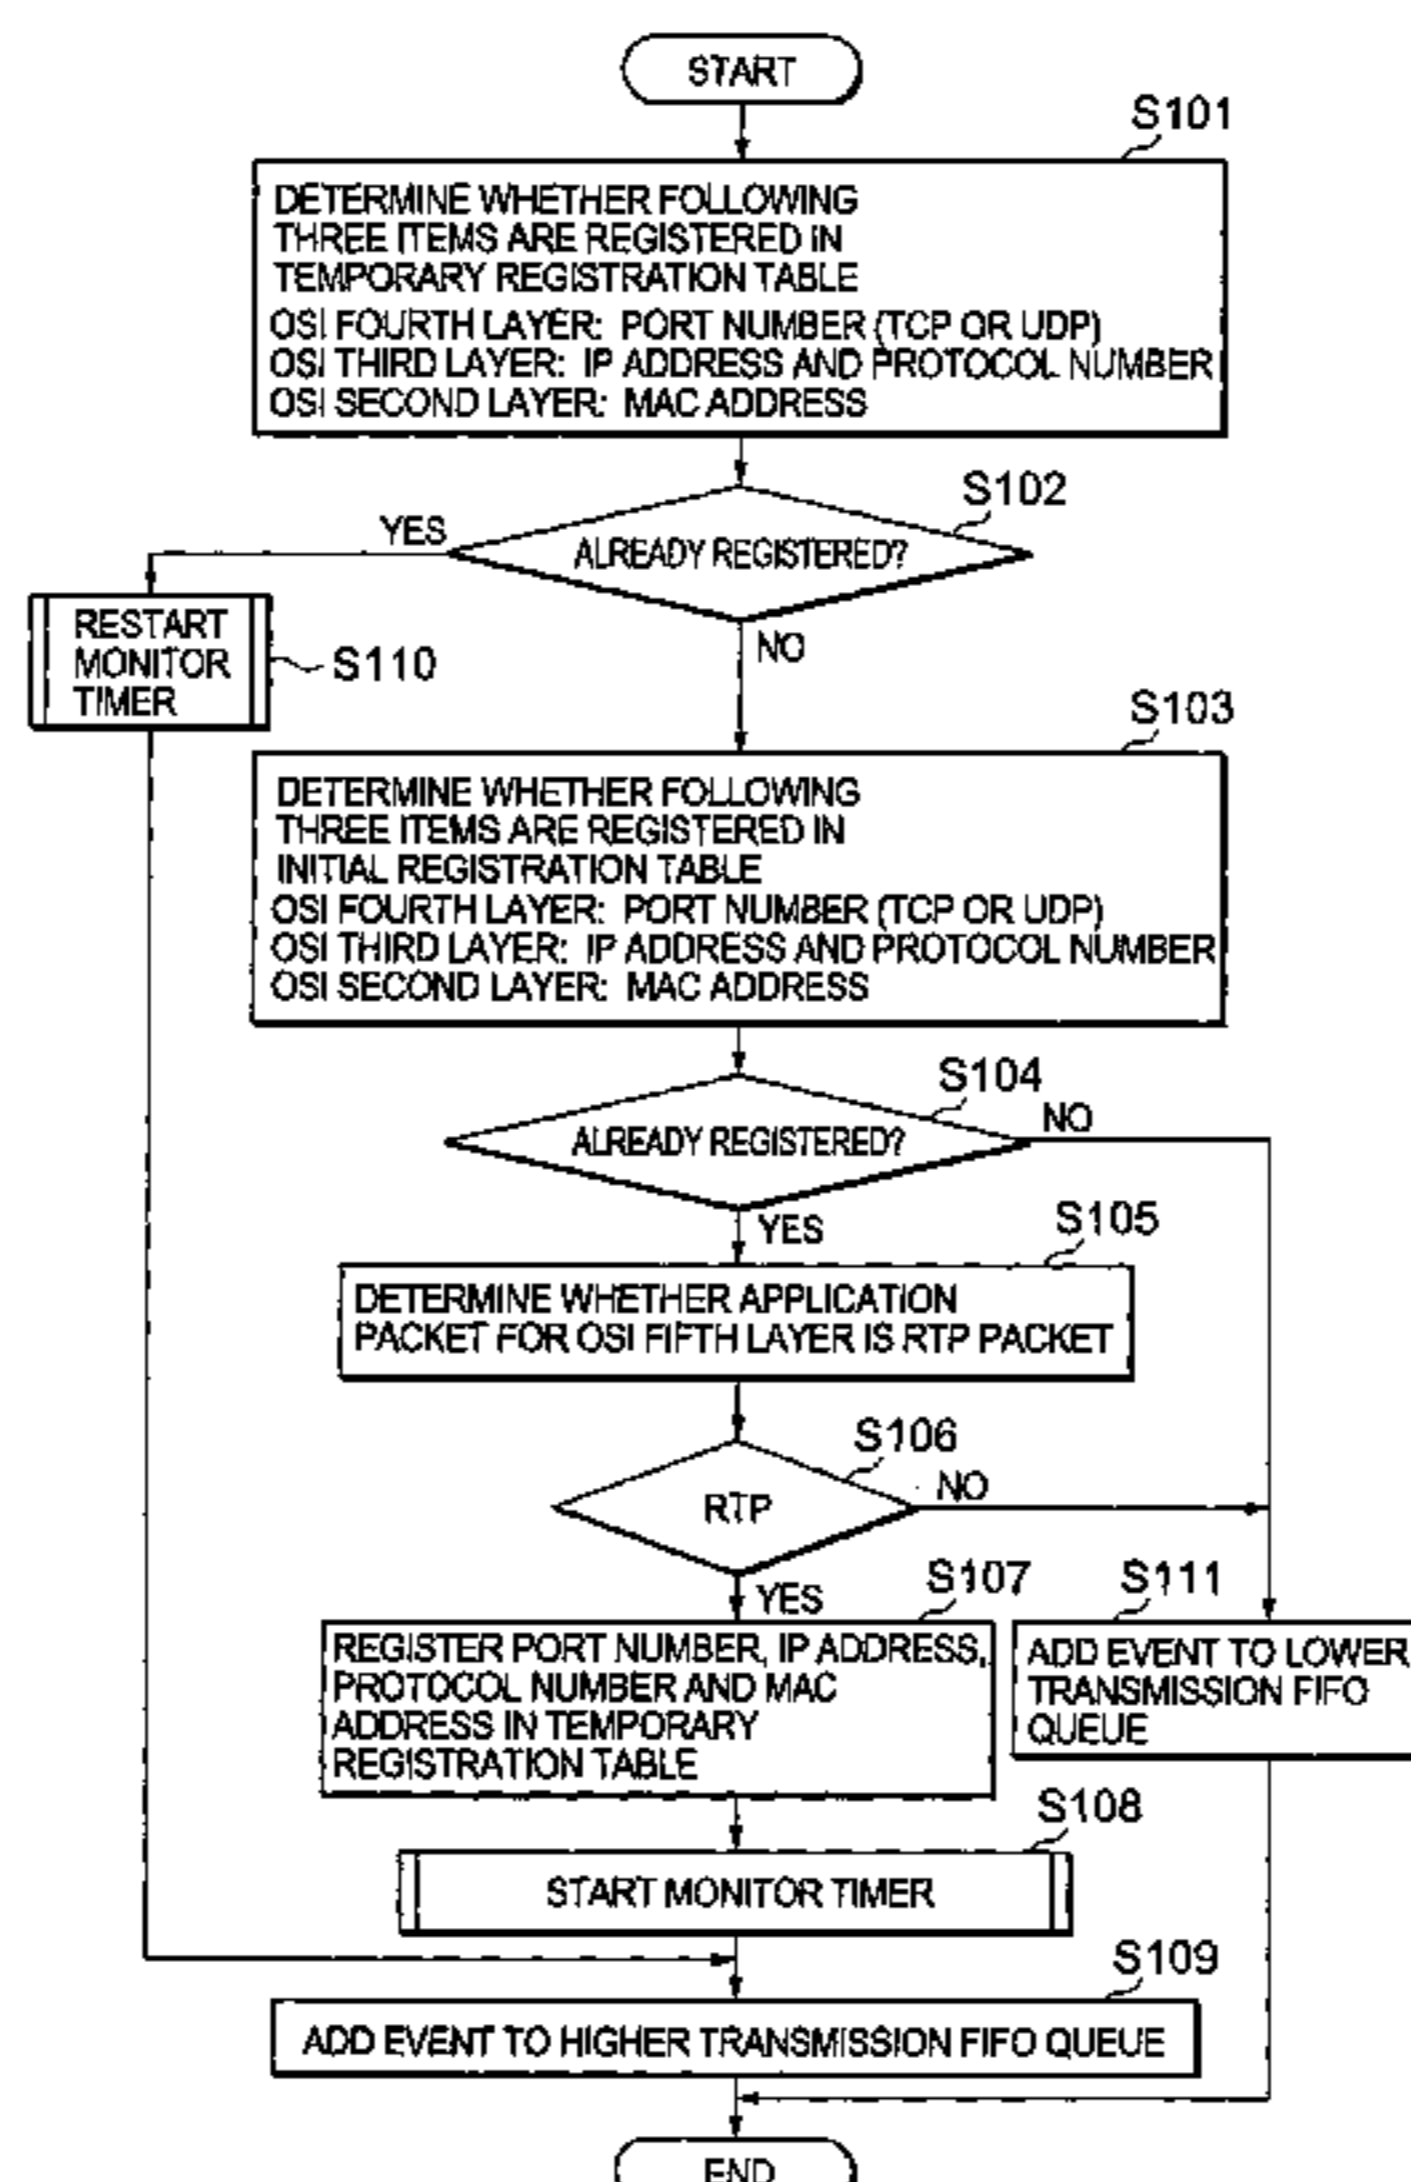 START
S101
DETERMINE WHETHER FOLLOWING
THREE ITEMS ARE REGISTERED IN
TEMPORARY REGISTRATION TABLE
OSI FOURTH LAYER: PORT NUMBER (TCP OR UDP)
OSI THIRD LAYER: IP ADDRESS AND PROTOCOL NUMBER
OSI SECOND LAYER: MAC ADDRESS
S102
YES
ALREADY REGISTERED?
NO
RESTART
MONITOR
TIMER
S110
S103
DETERMINE WHETHER FOLLOWING
THREE ITEMS ARE REGISTERED IN
INITIAL REGISTRATION TABLE
OSI FOURTH LAYER: PORT NUMBER (TCP OR UDP)
OSI THIRD LAYER: IP ADDRESS AND PROTOCOL NUMBER
OSI SECOND LAYER: MAC ADDRESS
S104
NO
ALREADY REGISTERED?
YES
S105
DETERMINE WHETHER APPLICATION
PACKET FOR OSI FIFTH LAYER IS RTP PACKET
S106
NO
RTP
YES
S107
REGISTER PORT NUMBER, IP ADDRESS,
PROTOCOL NUMBER AND MAC
ADDRESS IN TEMPORARY
REGISTRATION TABLE
S111
ADD EVENT TO LOWER
TRANSMISSION FIFO
QUEUE
S108
START MONITOR TIMER
S109
ADD EVENT TO HIGHER TRANSMISSION FIFO QUEUE
END